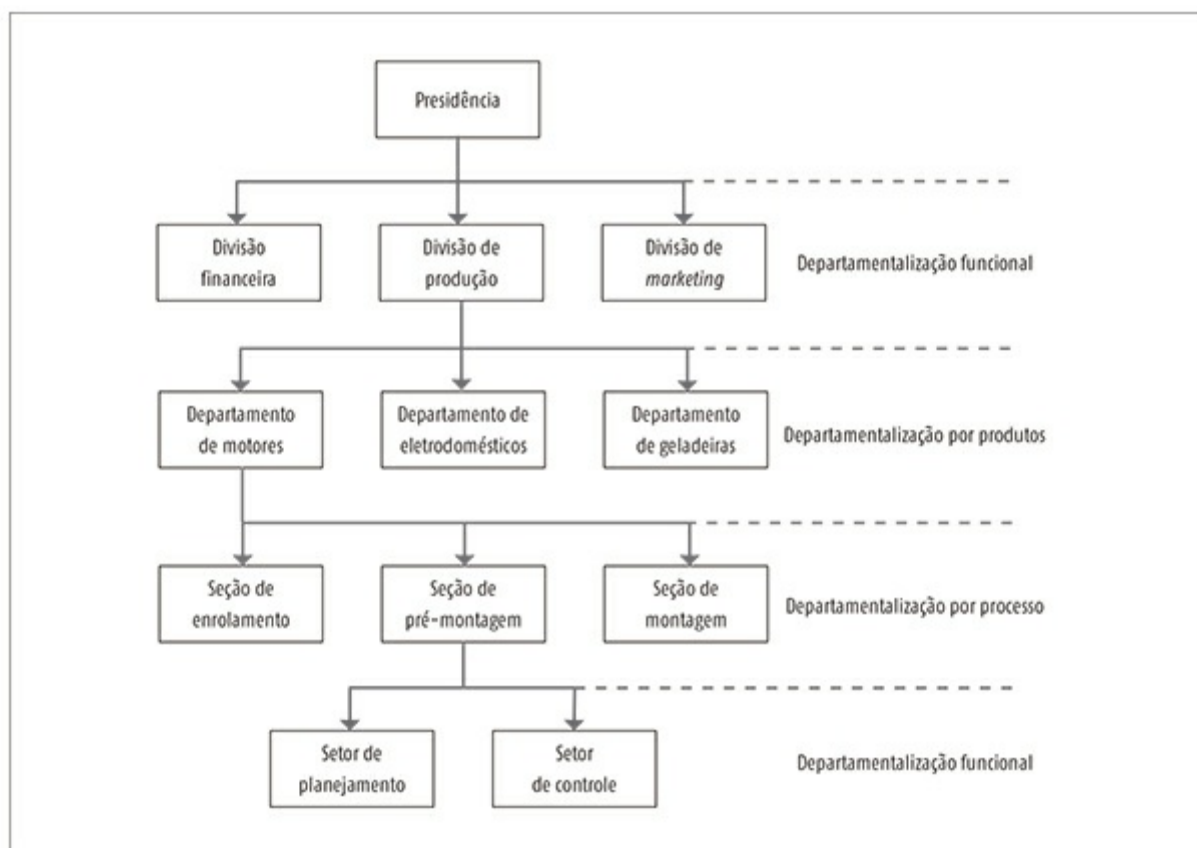 Presidência
Divisão
financeira
Divisão de
produção
Divisão de
marketing
Departamentalização funcional
Departamento
de motores
Departamento de
eletrodomésticos
Departamento
de geladeiras
Departamentalização por produtos
Seção de
enrolamento
Seção de
pré-montagem
Seção de
montagem
Departamentalização por processo
Setor de
planejamento
Setor
de controle
Departamentalização funcional